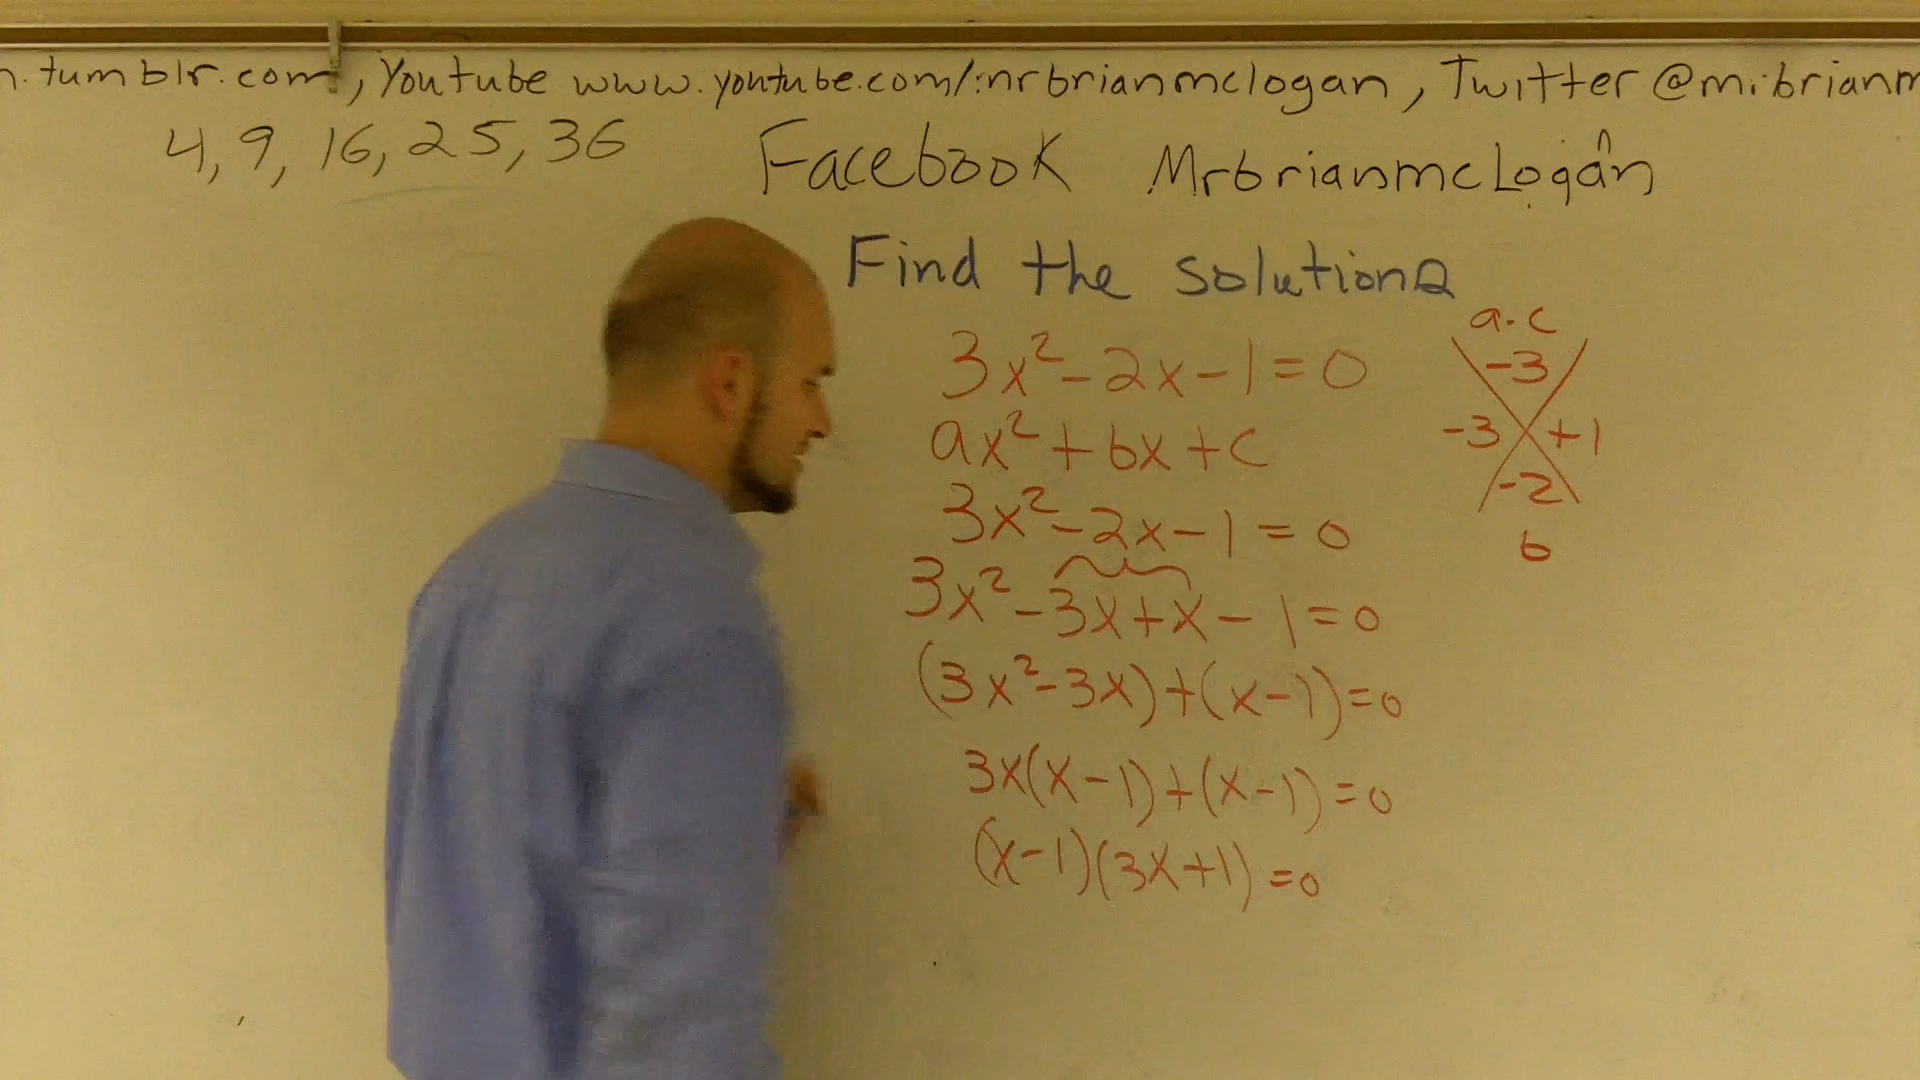 n.tumblr.com, Youtube www.youtube.com/mrbrianmclogan, Twitter @mrbrianm
4, 9, 16, 25, 36
Facebook MrbrianmcLogan
Find the solutions
3x²-2x-1=0
ax²+bx+c
3x²-2x-1=0
3x²-3x+x-1=0
(3x²-3x)+(x-1)=0
3x(x-1)+(x-1)=0
(x-1)(3x+1)=0
a·c
-3
-3 +1
-2
b